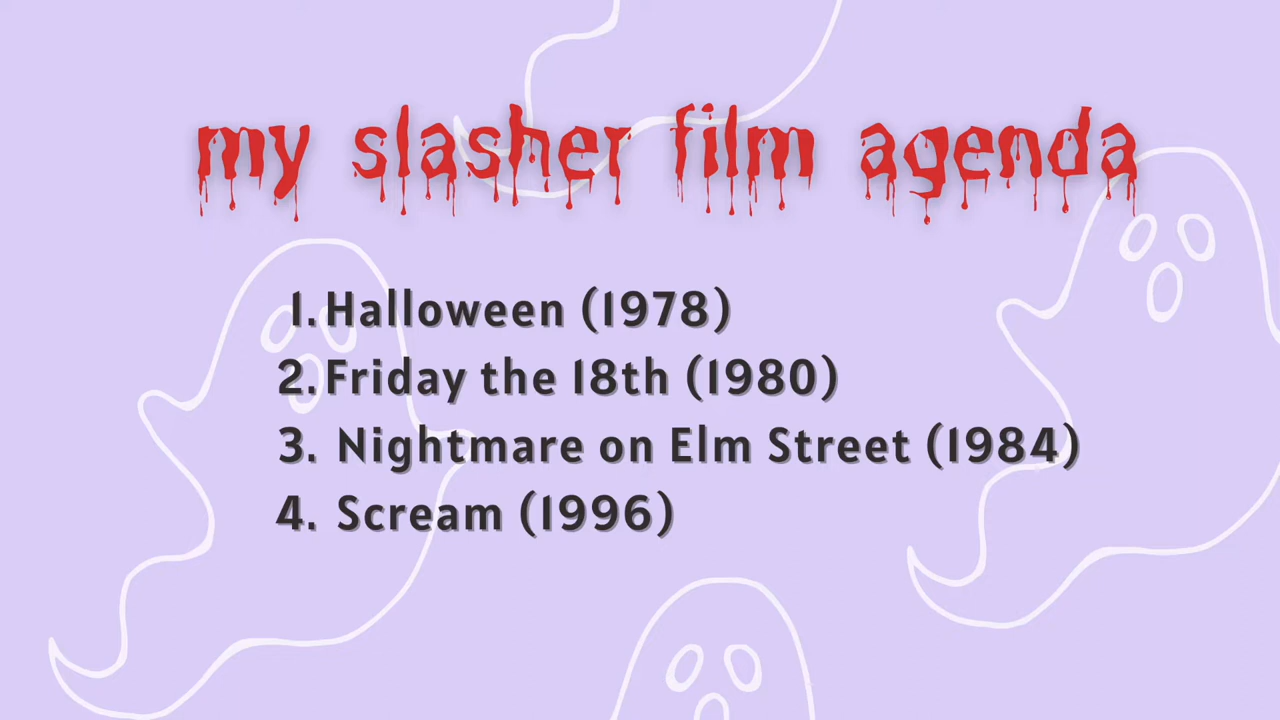 my slasher film agenda
1. Halloween (1978)
2. Friday the 18th (1980)
3. Nightmare on Elm Street (1984)
4. Scream (1996)